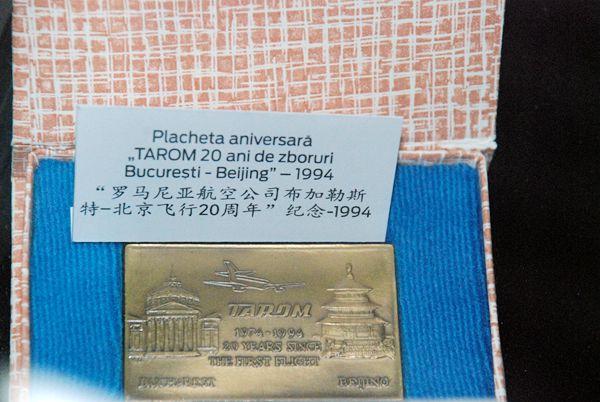 Placheta aniversară
„TAROM 20 ani de zboruri
București - Beijing” – 1994
“罗马尼亚航空公司布加勒斯
特-北京飞行20周年”纪念-1994
TAROM
1974-1994
20 YEARS SINCE
THE FIRST FLIGHT
BUCHAREST
BEIJING